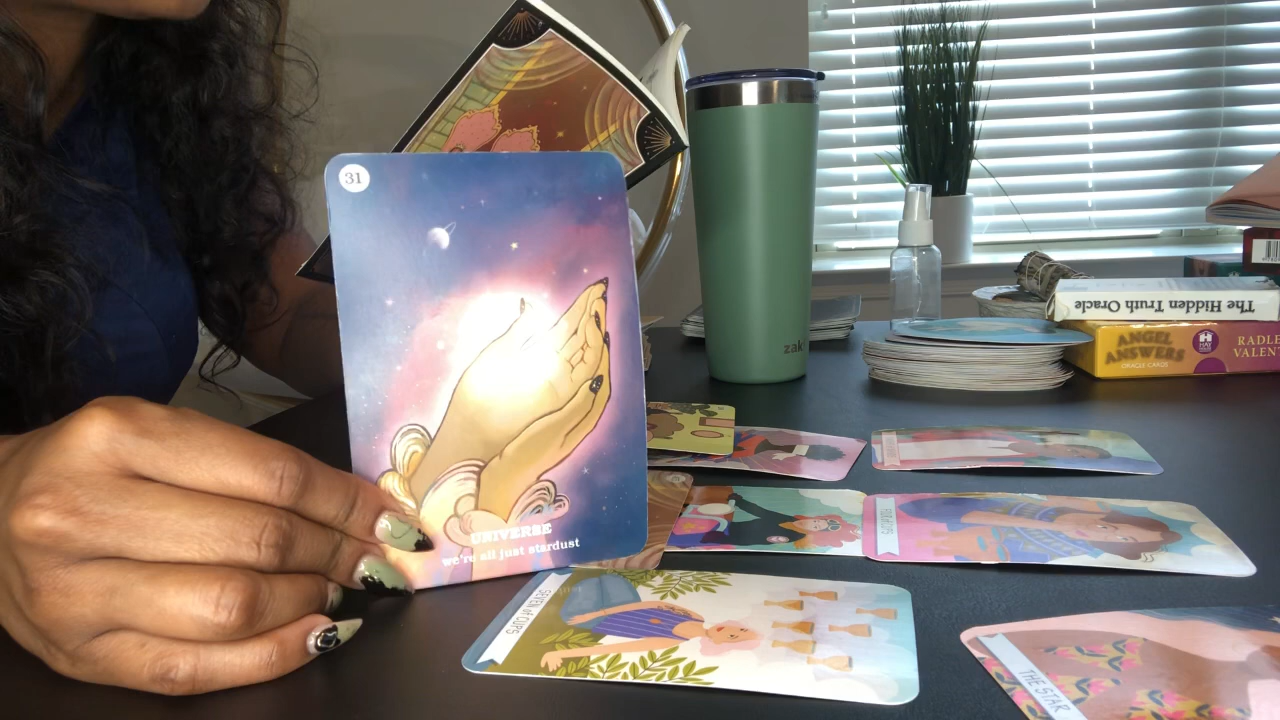 31
UNIVERSE
we're all just stardust
zak
The Hidden Truth Oracle
ANGEL
ANSWERS
ORACLE CARDS
HAY
RADLE
VALEN
SEVEN of CUPS
THE STAR